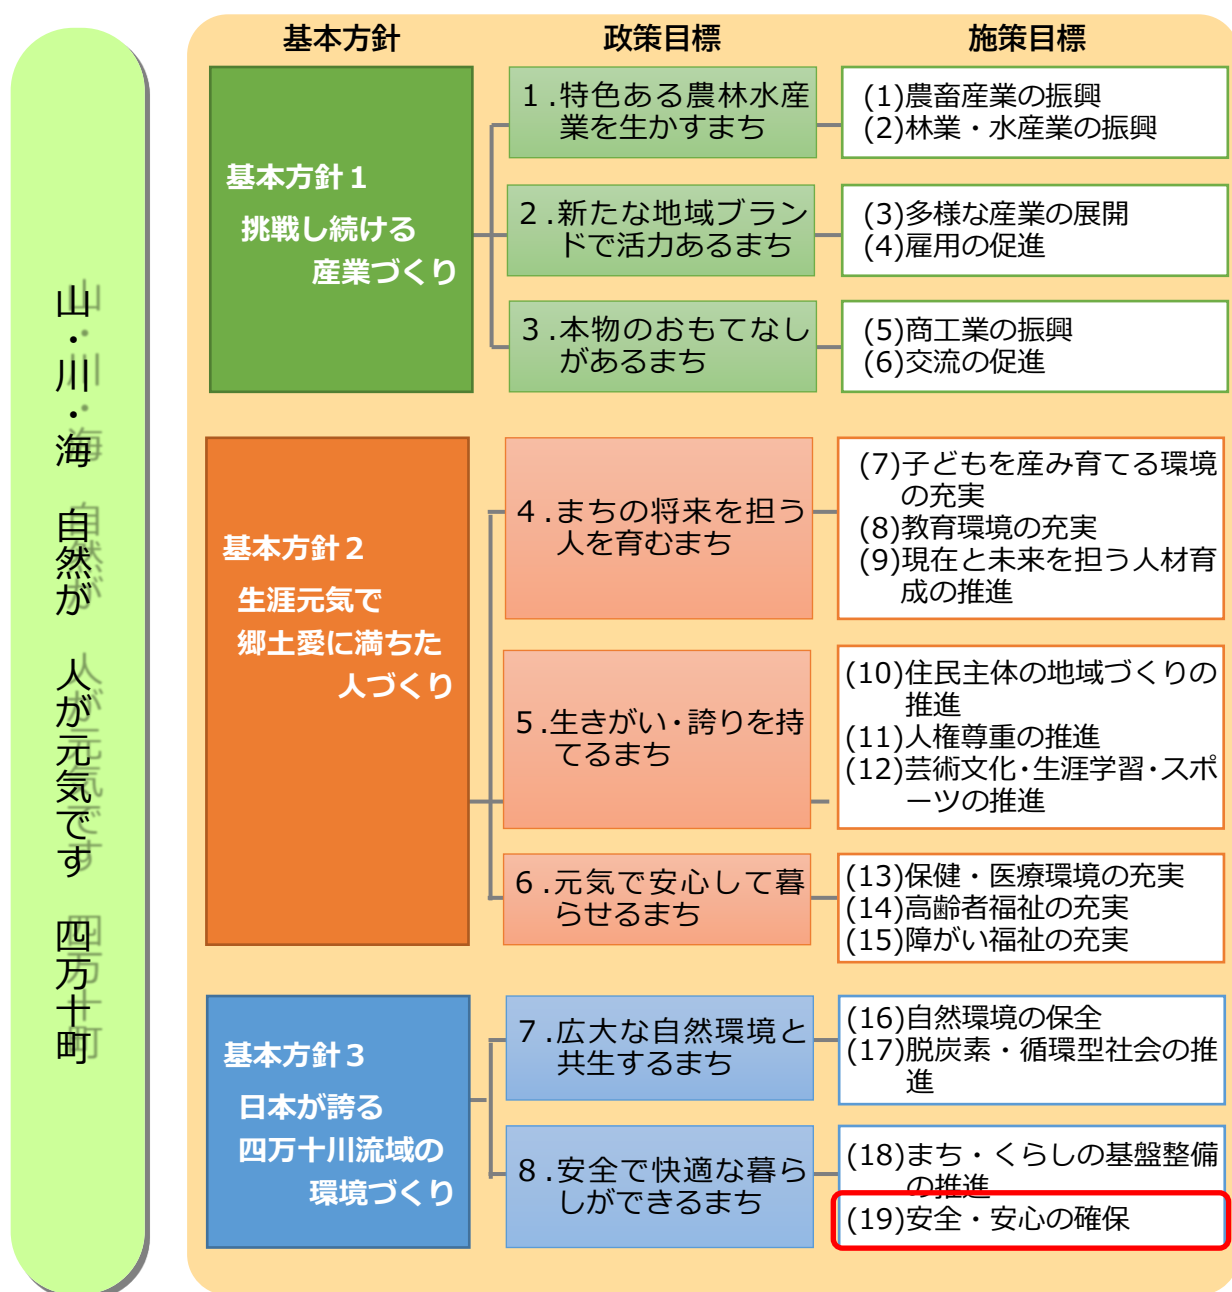 山・川・海　自然が　人が元気です　四万十町
基本方針
政策目標
施策目標
基本方針１
挑戦し続ける
産業づくり
１.特色ある農林水産
業を生かすまち
(1)農畜産業の振興
(2)林業・水産業の振興
２.新たな地域ブラン
ドで活力あるまち
(3)多様な産業の展開
(4)雇用の促進
３.本物のおもてなし
があるまち
(5)商工業の振興
(6)交流の促進
基本方針２
生涯元気で
郷土愛に満ちた
人づくり
４.まちの将来を担う
人を育むまち
(7)子どもを産み育てる環境
の充実
(8)教育環境の充実
(9)現在と未来を担う人材育
成の推進
５.生きがい・誇りを持
てるまち
(10)住民主体の地域づくりの
推進
(11)人権尊重の推進
(12)芸術文化・生涯学習・スポ
ーツの推進
６.元気で安心して暮
らせるまち
(13)保健・医療環境の充実
(14)高齢者福祉の充実
(15)障がい福祉の充実
基本方針３
日本が誇る
四万十川流域の
環境づくり
７.広大な自然環境と
共生するまち
(16)自然環境の保全
(17)脱炭素・循環型社会の推
進
８.安全で快適な暮ら
しができるまち
(18)まち・くらしの基盤整備
の推進
(19)安全・安心の確保